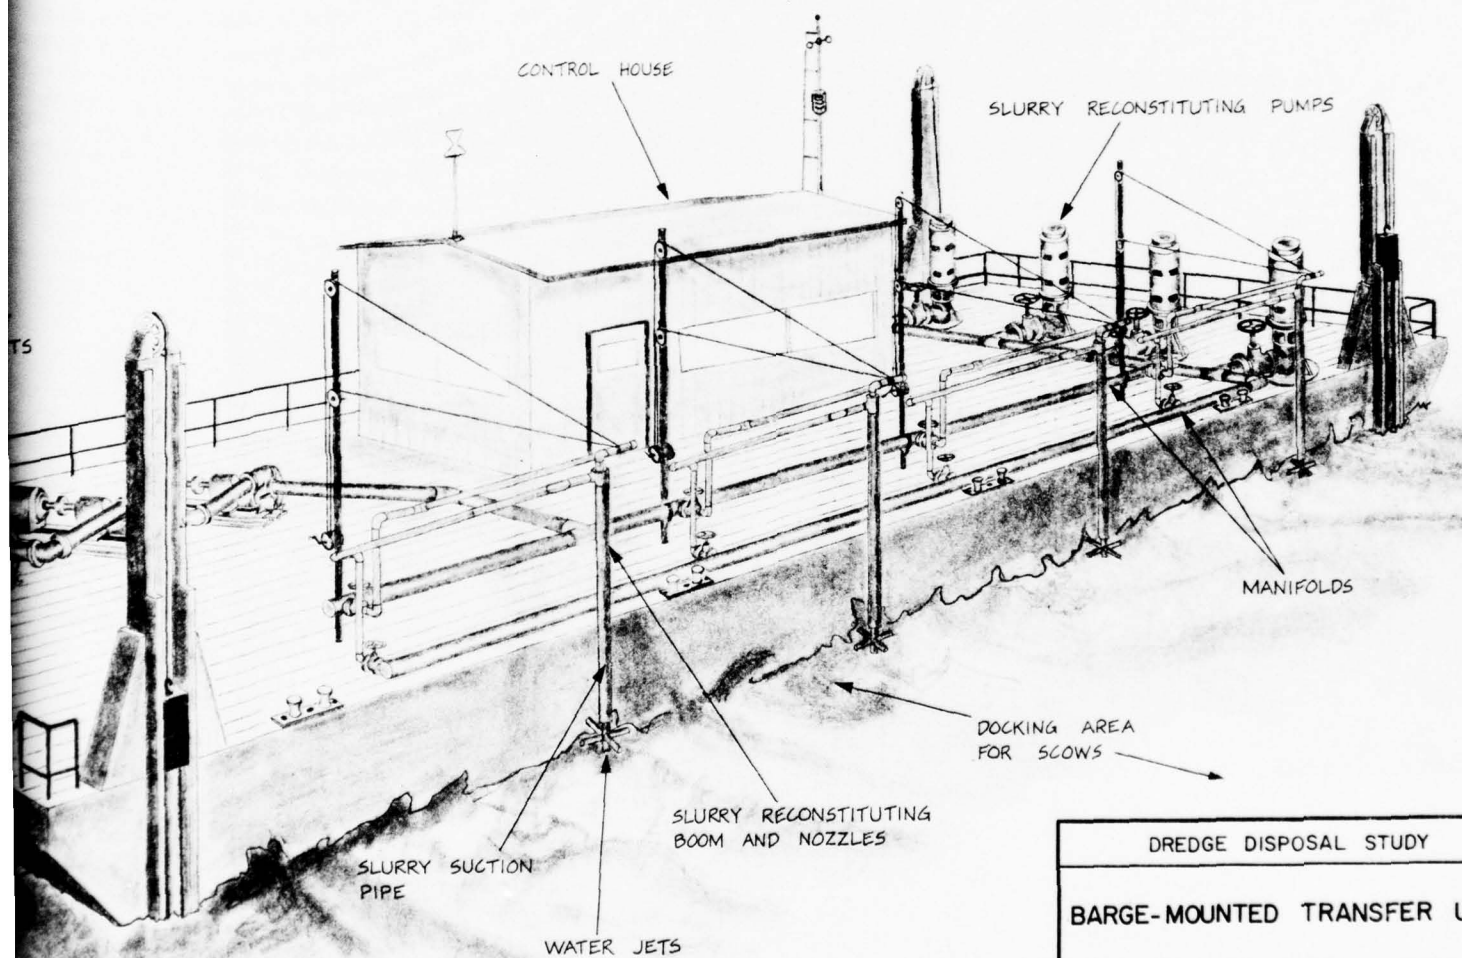 CONTROL HOUSE
SLURRY RECONSTITUTING PUMPS
TS
MANIFOLDS
DOCKING AREA
FOR SCOWS
SLURRY RECONSTITUTING
BOOM AND NOZZLES
SLURRY SUCTION
PIPE
WATER JETS
DREDGE DISPOSAL STUDY
BARGE-MOUNTED TRANSFER